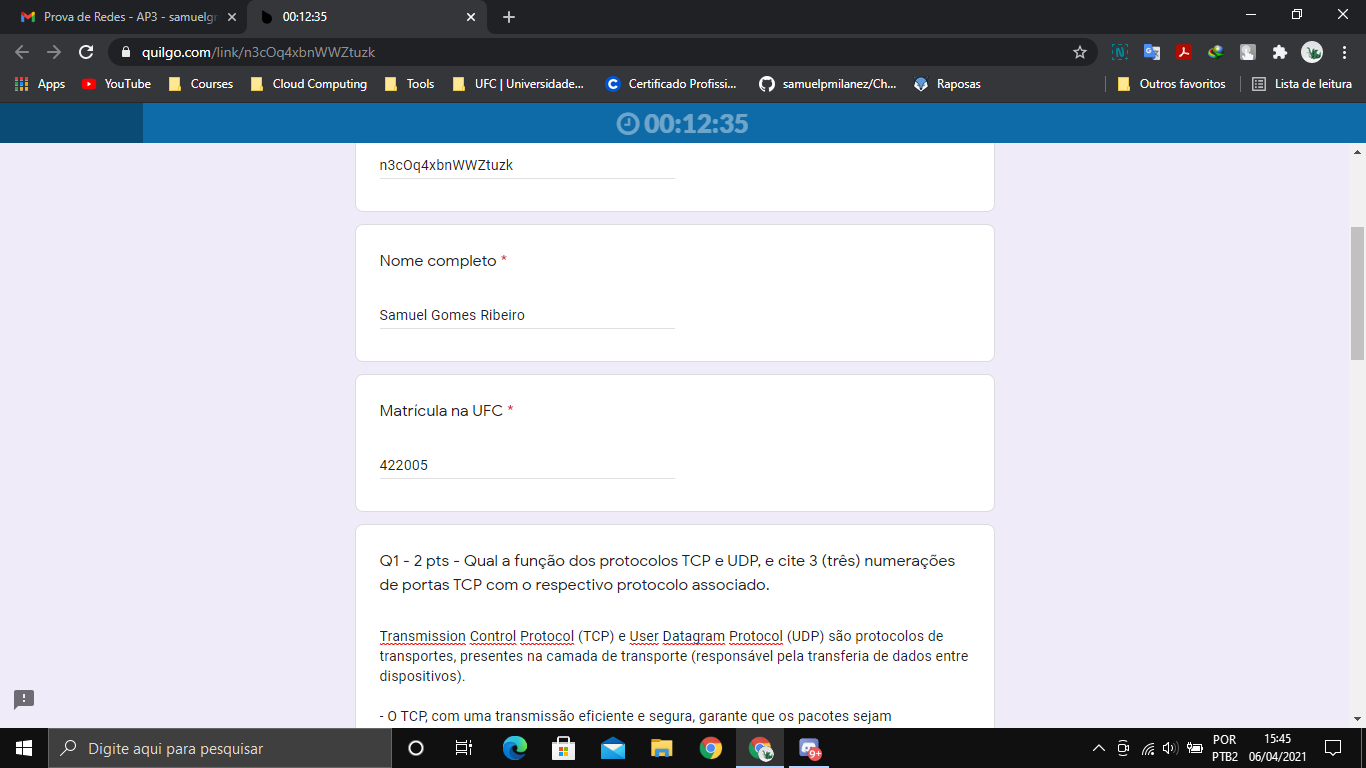 Prova de Redes - AP3 - samuelgr
00:12:35
quilgo.com/link/n3cOq4xbnWWZtuzk
Apps
YouTube
Courses
Cloud Computing
Tools
UFC | Universidade...
Certificado Profissi...
samuelpmilanez/Ch...
Raposas
Outros favoritos
Lista de leitura
00:12:35
n3cOq4xbnWWZtuzk
Nome completo *
Samuel Gomes Ribeiro
Matrícula na UFC *
422005
Q1 - 2 pts - Qual a função dos protocolos TCP e UDP, e cite 3 (três) numerações
de portas TCP com o respectivo protocolo associado.
Transmission Control Protocol (TCP) e User Datagram Protocol (UDP) são protocolos de
transportes, presentes na camada de transporte (responsável pela transferia de dados entre
dispositivos).
- O TCP, com uma transmissão eficiente e segura, garante que os pacotes sejam
Digite aqui para pesquisar
9+
POR
PTB2
15:45
06/04/2021